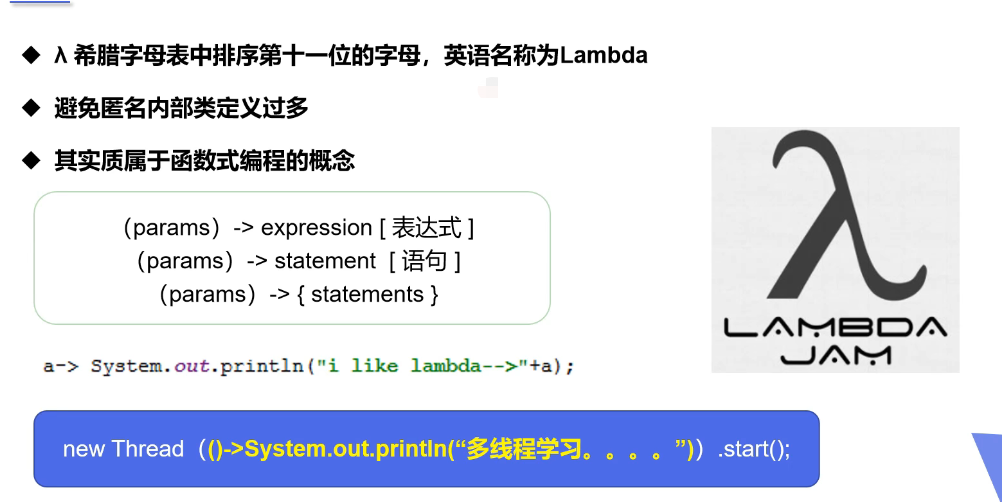 λ 希腊字母表中排序第十一位的字母，英语名称为Lambda
避免匿名内部类定义过多
其实质属于函数式编程的概念
（params）-> expression [ 表达式 ]
（params）-> statement [ 语句 ]
（params）-> { statements }
a-> System.out.println("i like lambda-->"+a);
new Thread（()->System.out.println(“多线程学习。。。。”)）.start();
λ
LAMBDA
JAM